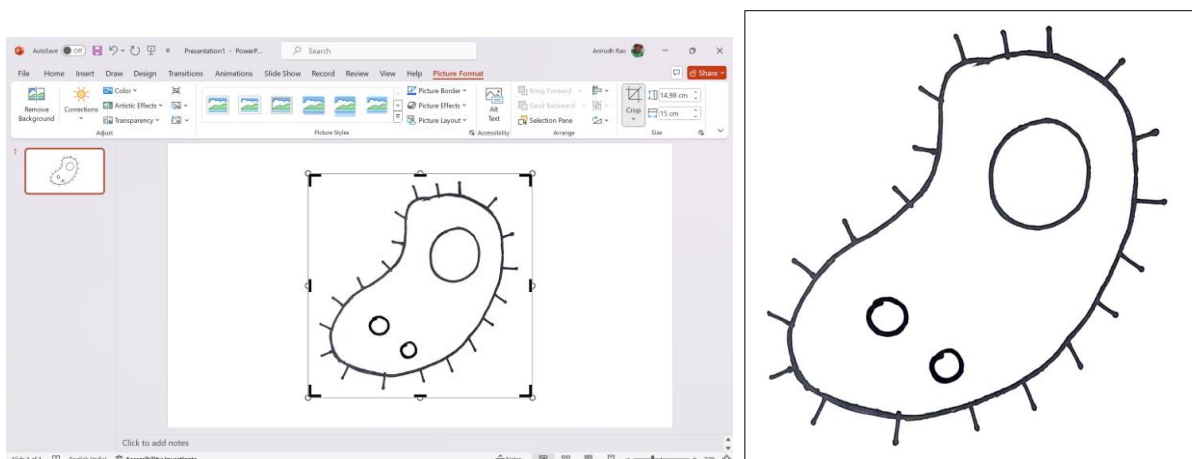 AutoSave Off Presentation1 - PowerP... Search Anirudh Rao
File Home Insert Draw Design Transitions Animations Slide Show Record Review View Help Picture Format Share
Remove Background
Corrections
Color
Artistic Effects
Transparency
Adjust
Picture Styles
Picture Border
Picture Effects
Picture Layout
Alt Text
Accessibility
Bring Forward
Send Backward
Selection Pane
Arrange
Crop
14.98 cm
15 cm
Size
1
Click to add notes